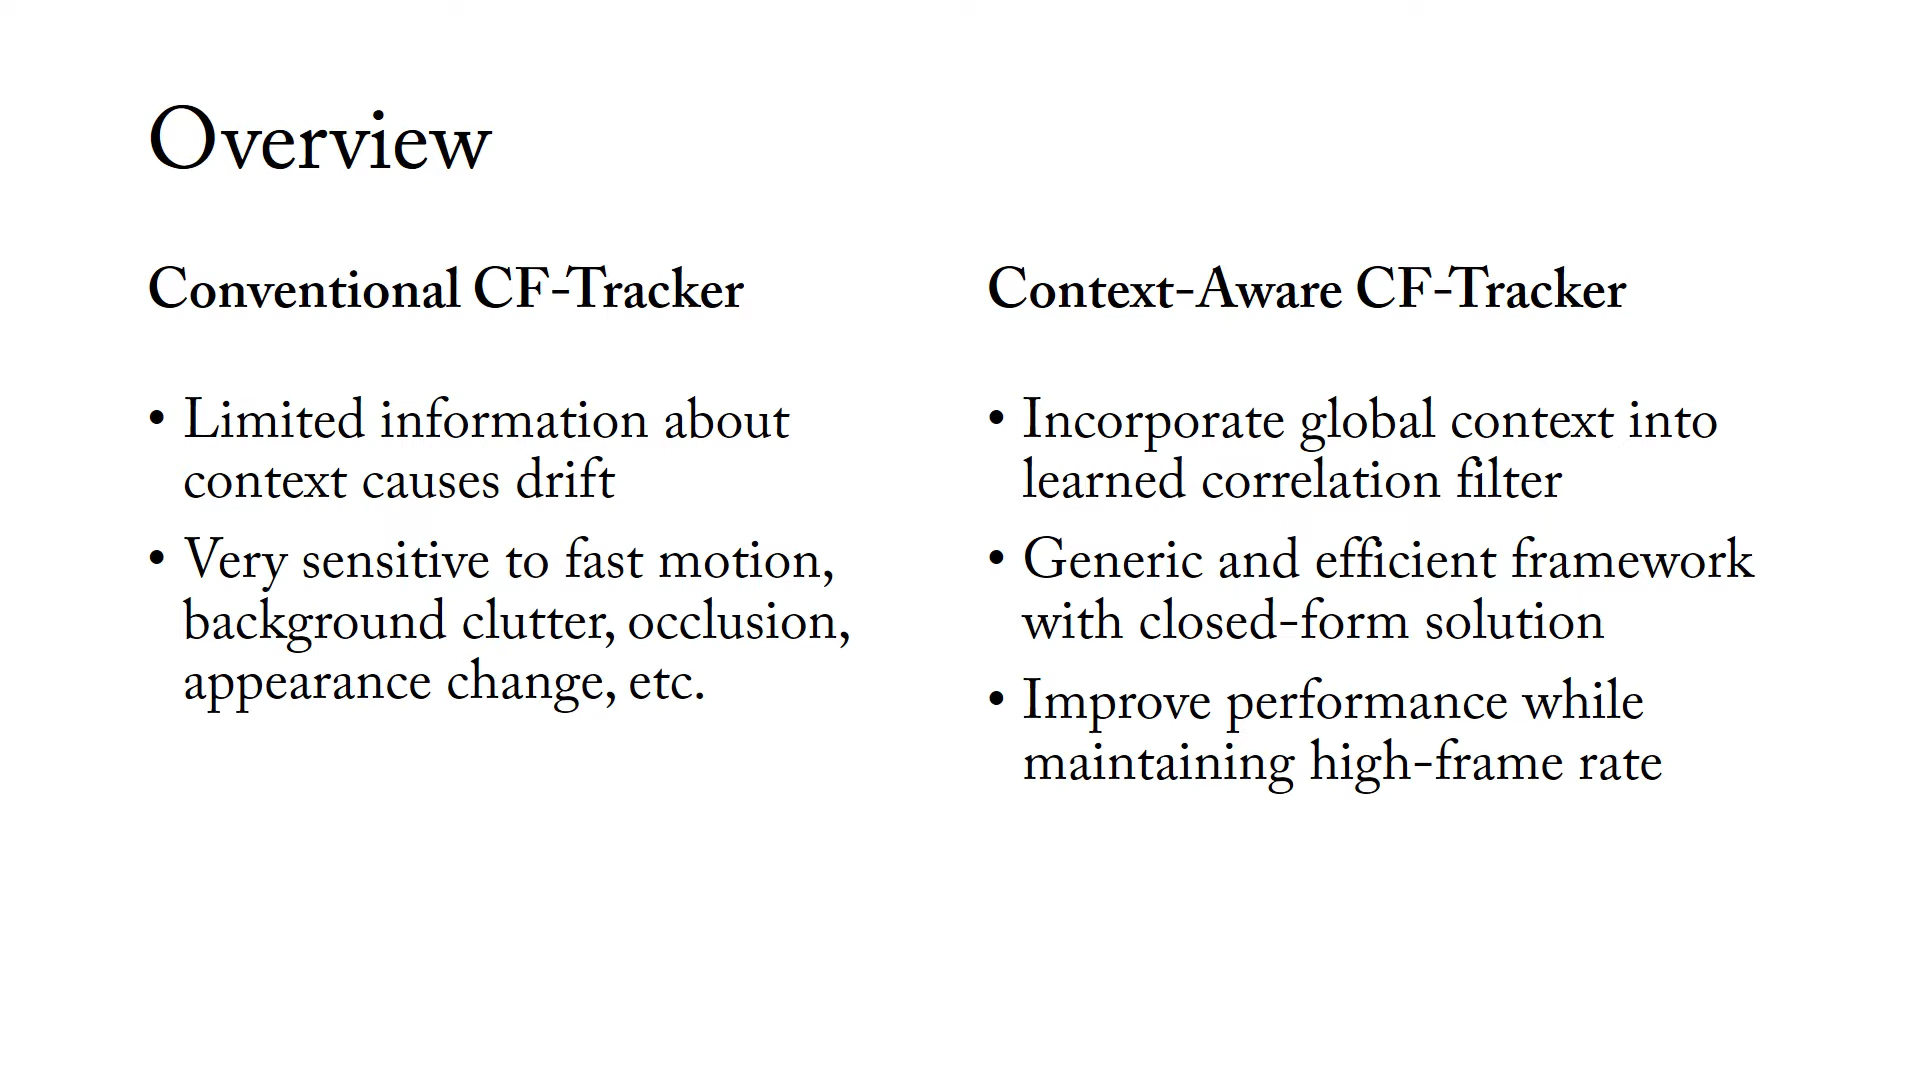 Overview
Conventional CF-Tracker
• Limited information about
context causes drift
• Very sensitive to fast motion,
background clutter, occlusion,
appearance change, etc.
Context-Aware CF-Tracker
• Incorporate global context into
learned correlation filter
• Generic and efficient framework
with closed-form solution
• Improve performance while
maintaining high-frame rate